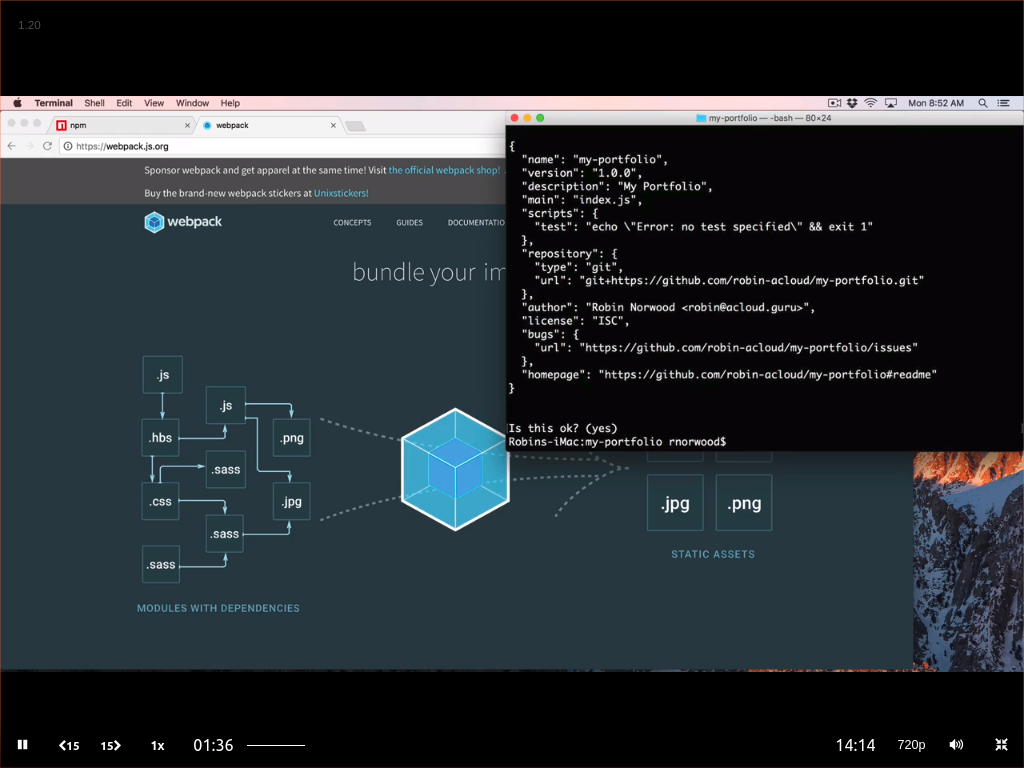 1.20
Terminal Shell Edit View Window Help
Mon 8:52 AM
npm
webpack
https://webpack.js.org
Sponsor webpack and get apparel at the same time! Visit the official webpack shop!
Buy the brand-new webpack stickers at Unixstickers!
webpack
CONCEPTS GUIDES DOCUMENTATIO
bundle your im
.js
.js
.hbs
.png
.sass
.css
.jpg
.sass
.sass
MODULES WITH DEPENDENCIES
.jpg
.png
STATIC ASSETS
my-portfolio — -bash — 80×24
{
"name": "my-portfolio",
"version": "1.0.0",
"description": "My Portfolio",
"main": "index.js",
"scripts": {
"test": "echo \"Error: no test specified\" && exit 1"
},
"repository": {
"type": "git",
"url": "git+https://github.com/robin-acloud/my-portfolio.git"
},
"author": "Robin Norwood <robin@acloud.guru>",
"license": "ISC",
"bugs": {
"url": "https://github.com/robin-acloud/my-portfolio/issues"
},
"homepage": "https://github.com/robin-acloud/my-portfolio#readme"
}
Is this ok? (yes)
Robins-iMac:my-portfolio rnorwood$
15 15 1x 01:36 14:14 720p